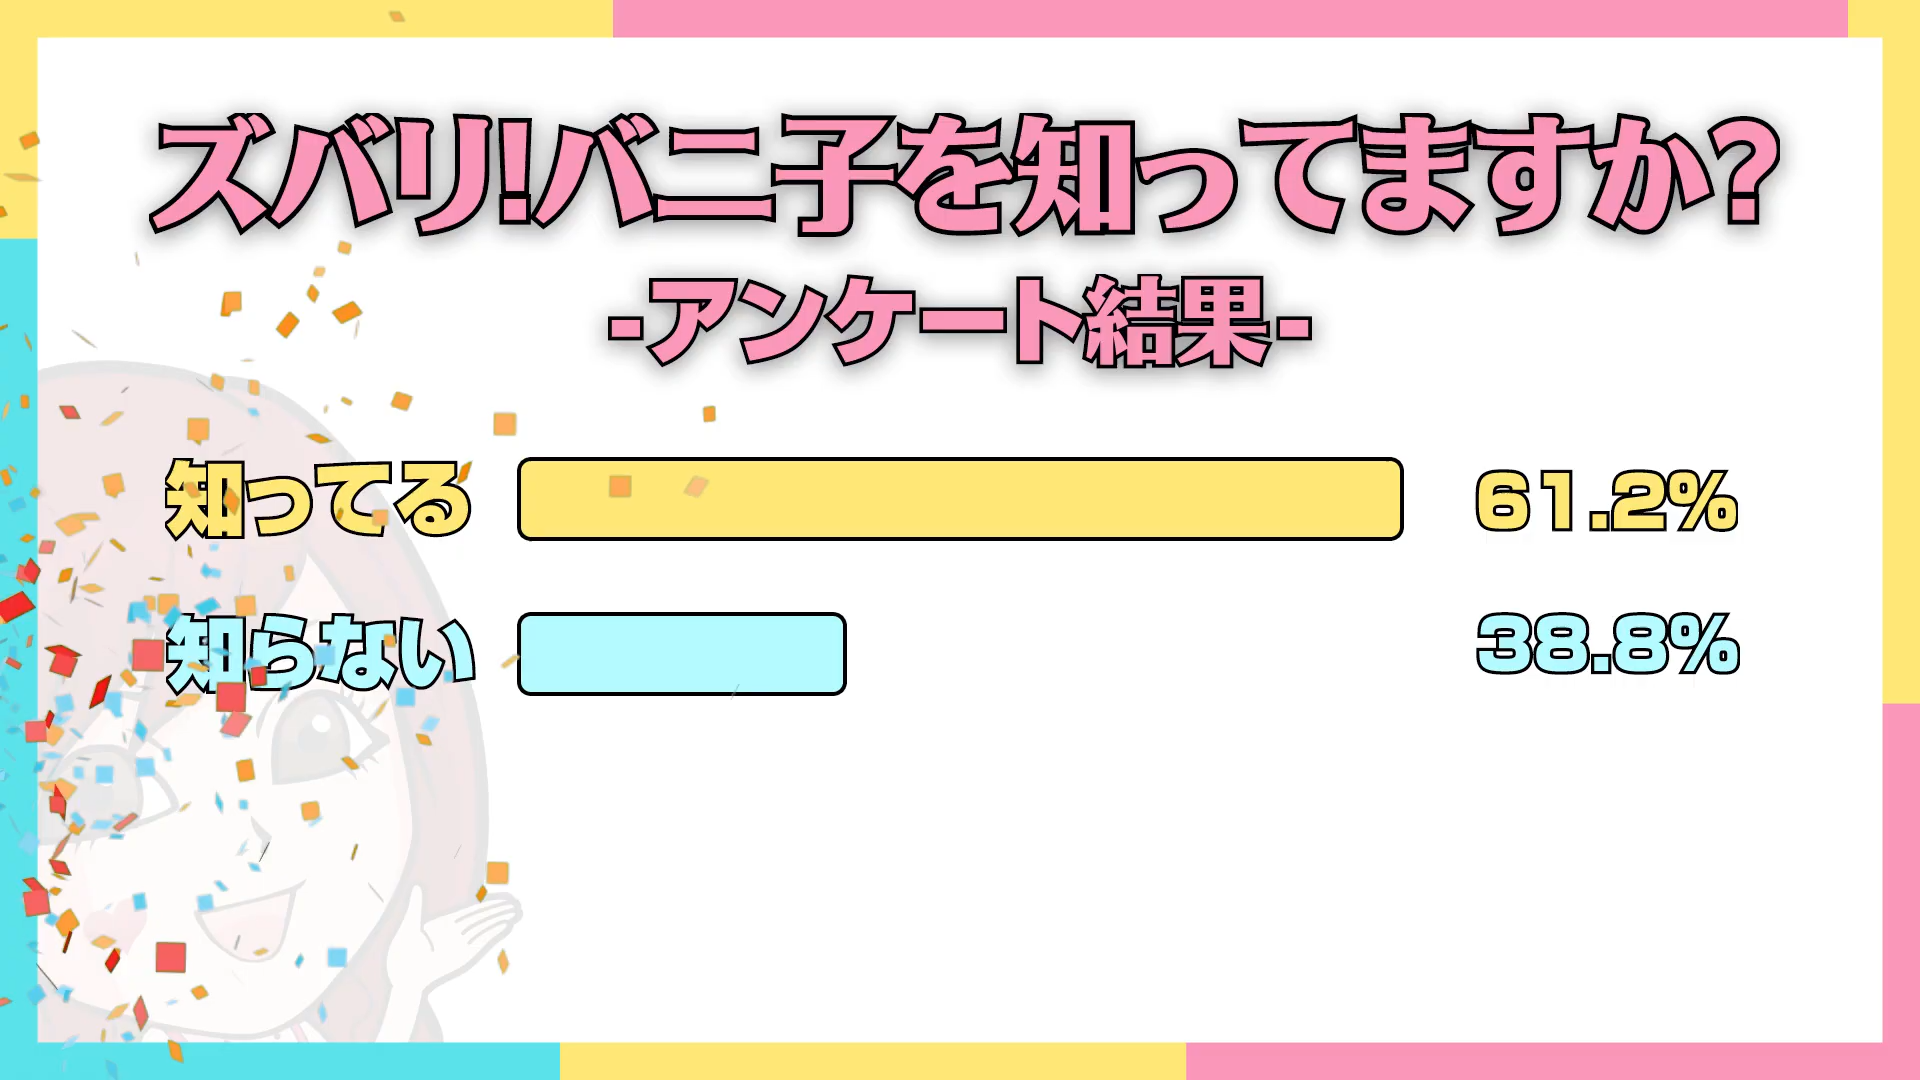 ズバリ!バニ子を知ってますか?
-アンケート結果-
知ってる 61.2%
知らない 38.8%